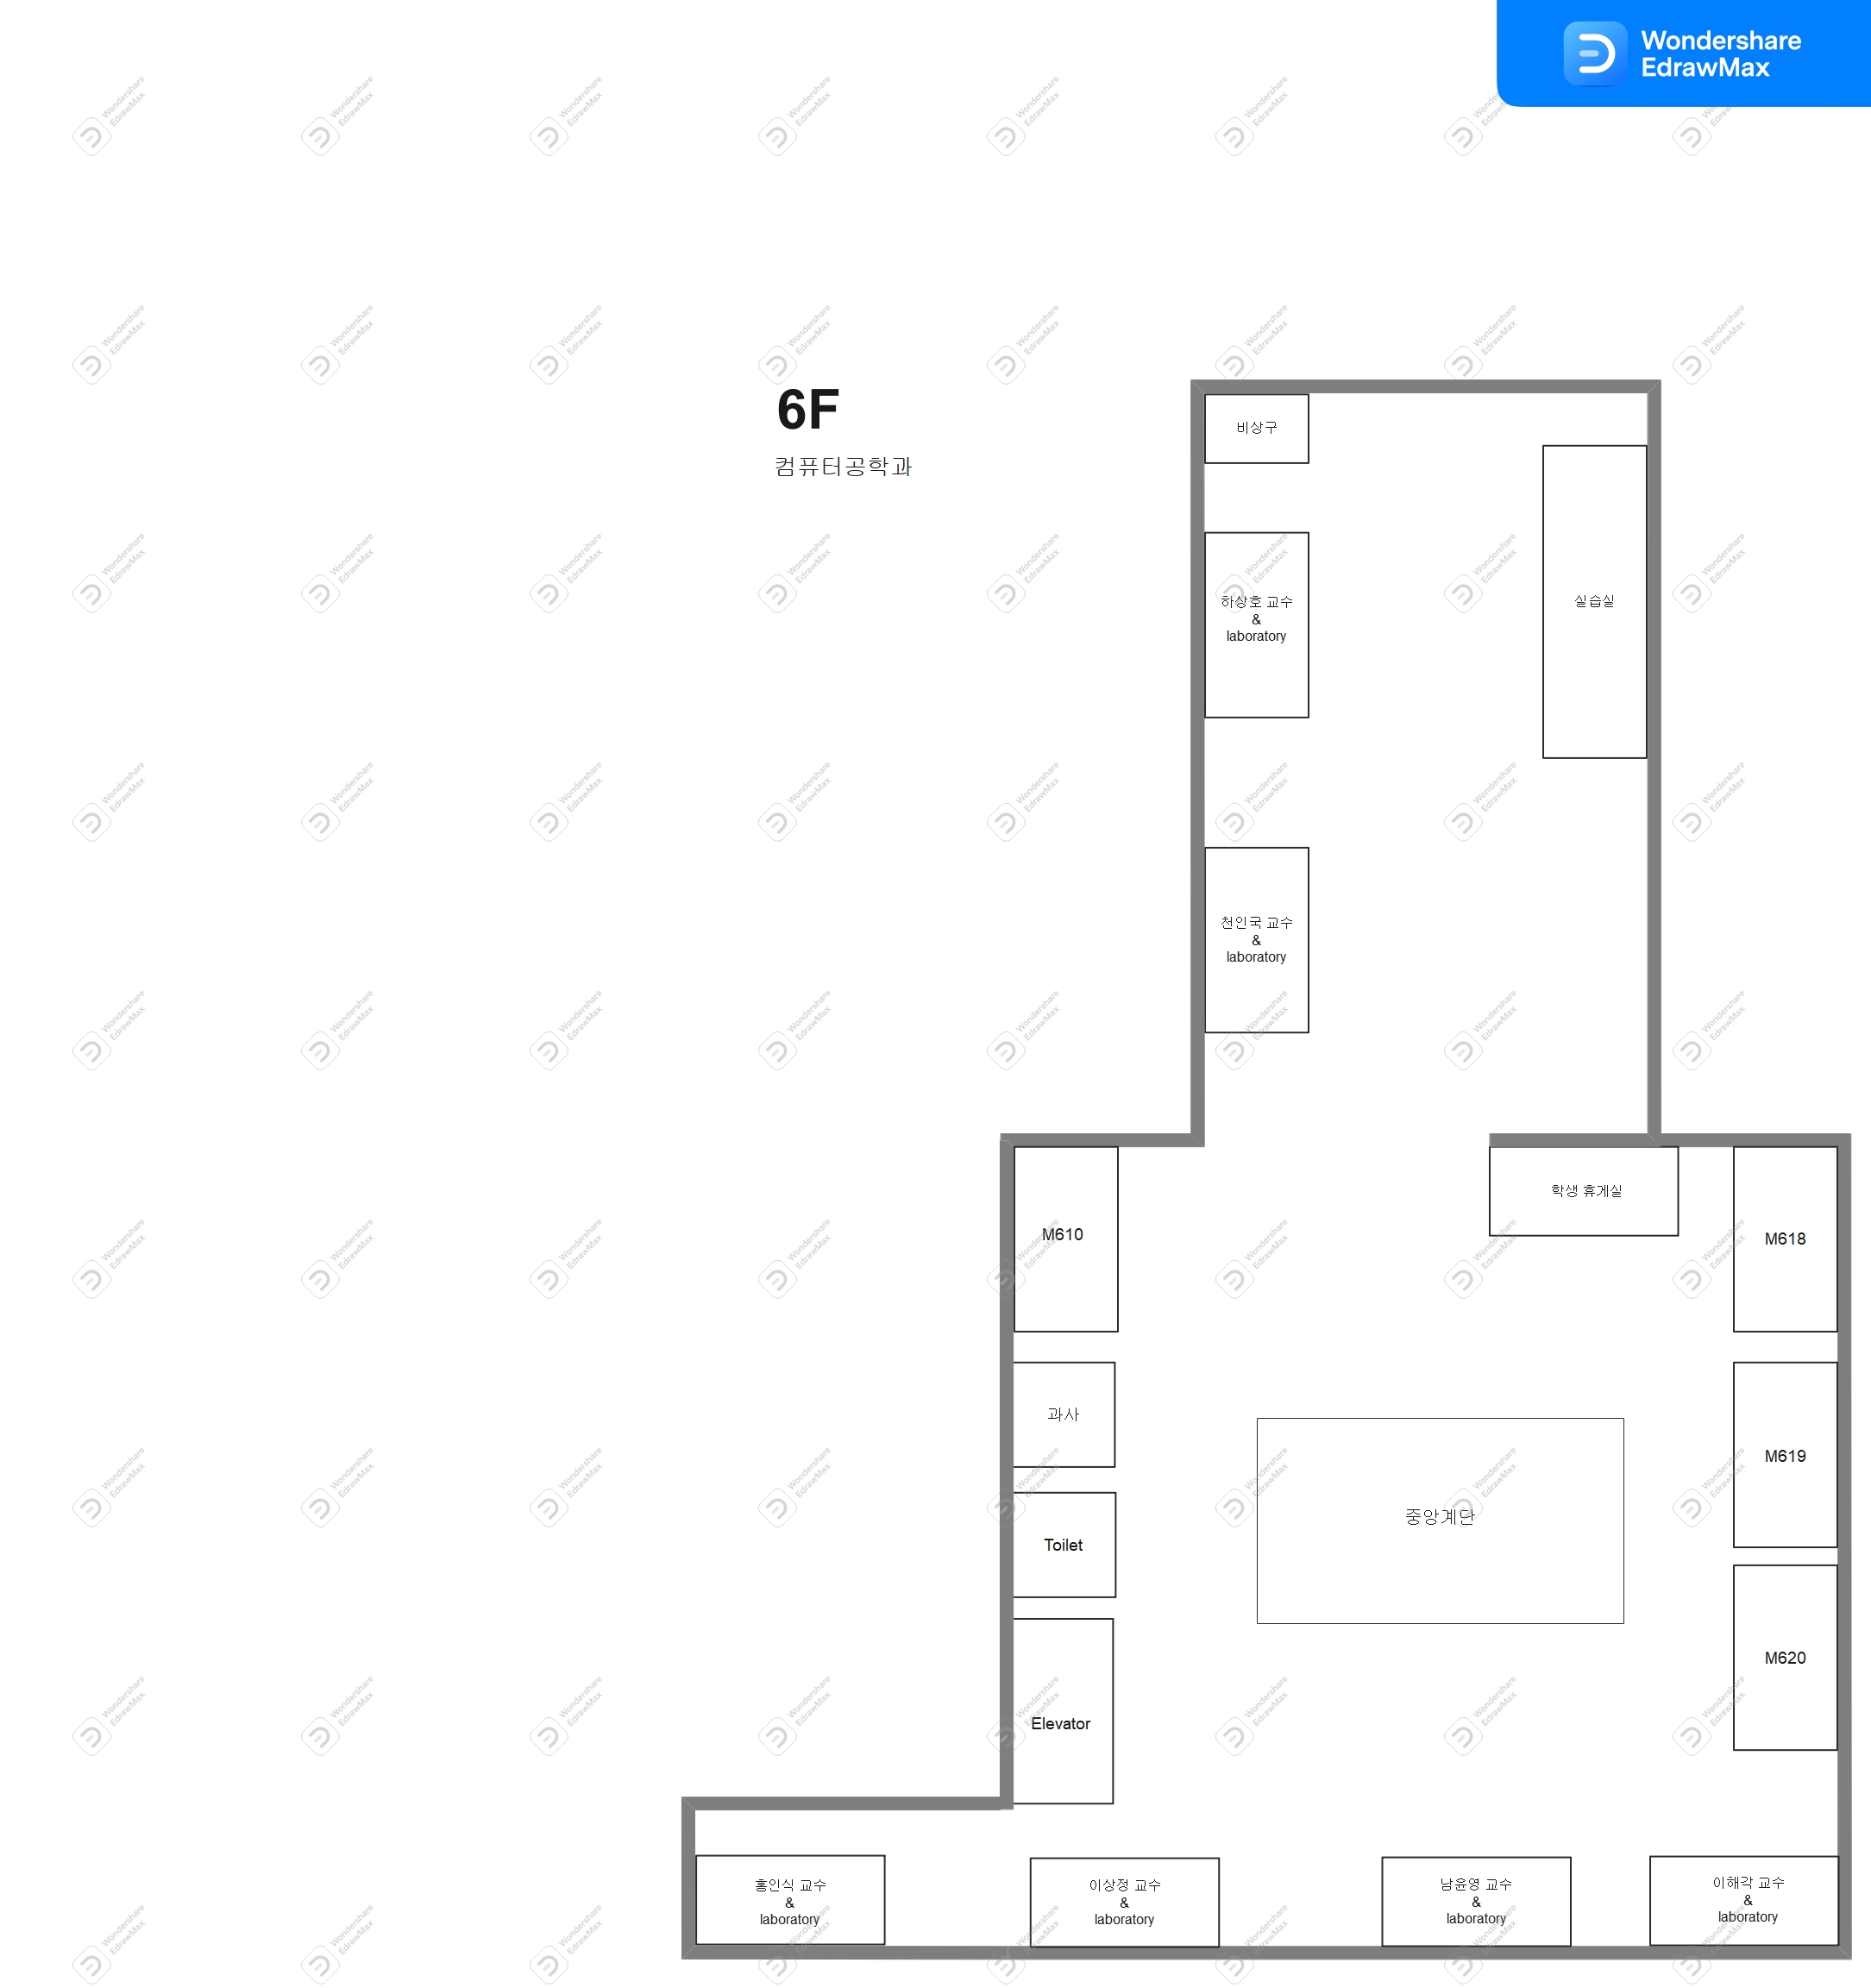 Wondershare
EdrawMax
6F
컴퓨터공학과
비상구
하상호 교수
&
laboratory
실습실
천인국 교수
&
laboratory
M610
학생 휴게실
M618
과사
M619
중앙계단
Toilet
M620
Elevator
홍인식 교수
&
laboratory
이상정 교수
&
laboratory
남윤영 교수
&
laboratory
이해각 교수
&
laboratory